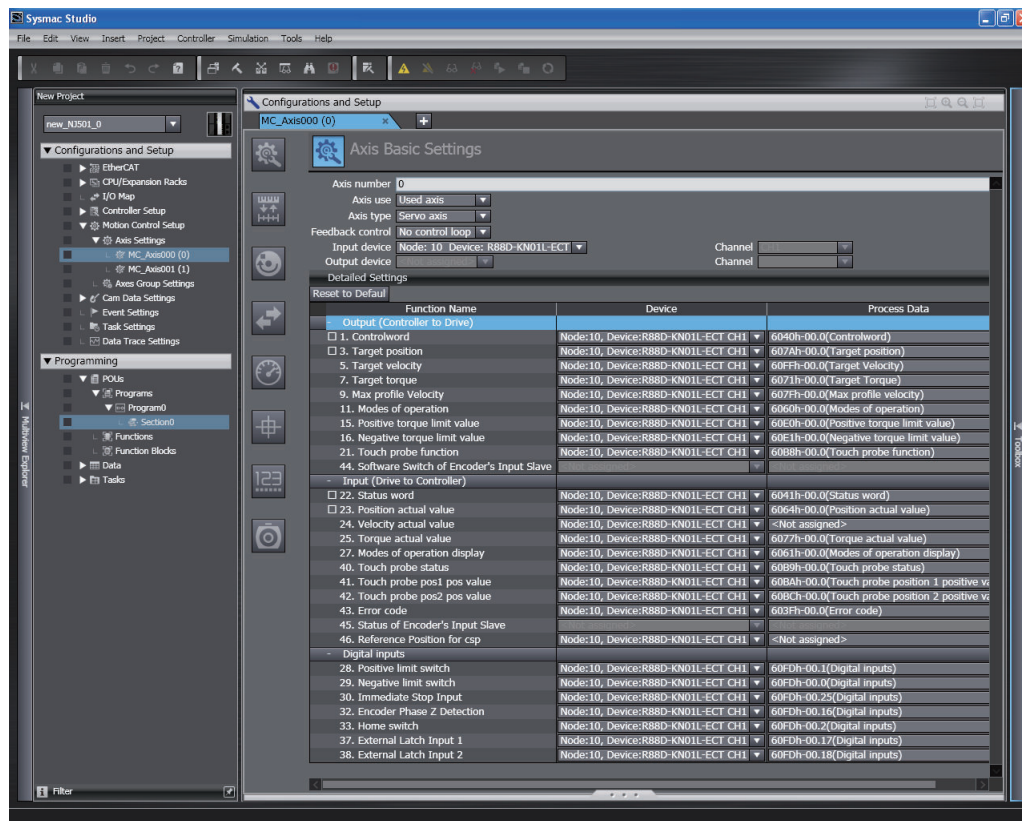 Sysmac Studio
File Edit View Insert Project Controller Simulation Tools Help
New Project
new_NJ501_0
Configurations and Setup
EtherCAT
CPU/Expansion Racks
I/O Map
Controller Setup
Motion Control Setup
Axis Settings
MC_Axis000 (0)
MC_Axis001 (1)
Axes Group Settings
Cam Data Settings
Event Settings
Task Settings
Data Trace Settings
Programming
POUs
Programs
Program0
Section0
Functions
Function Blocks
Data
Tasks
Filter
Multiview Explorer
Configurations and Setup
MC_Axis000 (0)
Axis Basic Settings
Axis number 0
Axis use Used axis
Axis type Servo axis
Feedback control No control loop
Input device Node: 10 Device: R88D-KN01L-ECT Channel
Output device <Not assigned> Channel
Detailed Settings
Reset to Defaul
Function Name Device Process Data
- Output (Controller to Drive)
1. Controlword Node:10, Device:R88D-KN01L-ECT CH1 6040h-00.0(Controlword)
3. Target position Node:10, Device:R88D-KN01L-ECT CH1 607Ah-00.0(Target position)
5. Target velocity Node:10, Device:R88D-KN01L-ECT CH1 60FFh-00.0(Target Velocity)
7. Target torque Node:10, Device:R88D-KN01L-ECT CH1 6071h-00.0(Target Torque)
9. Max profile Velocity Node:10, Device:R88D-KN01L-ECT CH1 607Fh-00.0(Max profile velocity)
11. Modes of operation Node:10, Device:R88D-KN01L-ECT CH1 6060h-00.0(Modes of operation)
15. Positive torque limit value Node:10, Device:R88D-KN01L-ECT CH1 60E0h-00.0(Positive torque limit value)
16. Negative torque limit value Node:10, Device:R88D-KN01L-ECT CH1 60E1h-00.0(Negative torque limit value)
21. Touch probe function Node:10, Device:R88D-KN01L-ECT CH1 60B8h-00.0(Touch probe function)
44. Software Switch of Encoder's Input Slave <Not assigned> <Not assigned>
- Input (Drive to Controller)
22. Status word Node:10, Device:R88D-KN01L-ECT CH1 6041h-00.0(Status word)
23. Position actual value Node:10, Device:R88D-KN01L-ECT CH1 6064h-00.0(Position actual value)
24. Velocity actual value Node:10, Device:R88D-KN01L-ECT CH1 <Not assigned>
25. Torque actual value Node:10, Device:R88D-KN01L-ECT CH1 6077h-00.0(Torque actual value)
27. Modes of operation display Node:10, Device:R88D-KN01L-ECT CH1 6061h-00.0(Modes of operation display)
40. Touch probe status Node:10, Device:R88D-KN01L-ECT CH1 60B9h-00.0(Touch probe status)
41. Touch probe pos1 pos value Node:10, Device:R88D-KN01L-ECT CH1 60BAh-00.0(Touch probe position 1 positive va
42. Touch probe pos2 pos value Node:10, Device:R88D-KN01L-ECT CH1 60BCh-00.0(Touch probe position 2 positive va
43. Error code Node:10, Device:R88D-KN01L-ECT CH1 603Fh-00.0(Error code)
45. Status of Encoder's Input Slave <Not assigned> <Not assigned>
46. Reference Position for csp Node:10, Device:R88D-KN01L-ECT CH1 <Not assigned>
- Digital inputs
28. Positive limit switch Node:10, Device:R88D-KN01L-ECT CH1 60FDh-00.1(Digital inputs)
29. Negative limit switch Node:10, Device:R88D-KN01L-ECT CH1 60FDh-00.0(Digital inputs)
30. Immediate Stop Input Node:10, Device:R88D-KN01L-ECT CH1 60FDh-00.25(Digital inputs)
32. Encoder Phase Z Detection Node:10, Device:R88D-KN01L-ECT CH1 60FDh-00.16(Digital inputs)
33. Home switch Node:10, Device:R88D-KN01L-ECT CH1 60FDh-00.2(Digital inputs)
37. External Latch Input 1 Node:10, Device:R88D-KN01L-ECT CH1 60FDh-00.17(Digital inputs)
38. External Latch Input 2 Node:10, Device:R88D-KN01L-ECT CH1 60FDh-00.18(Digital inputs)
Toolbox